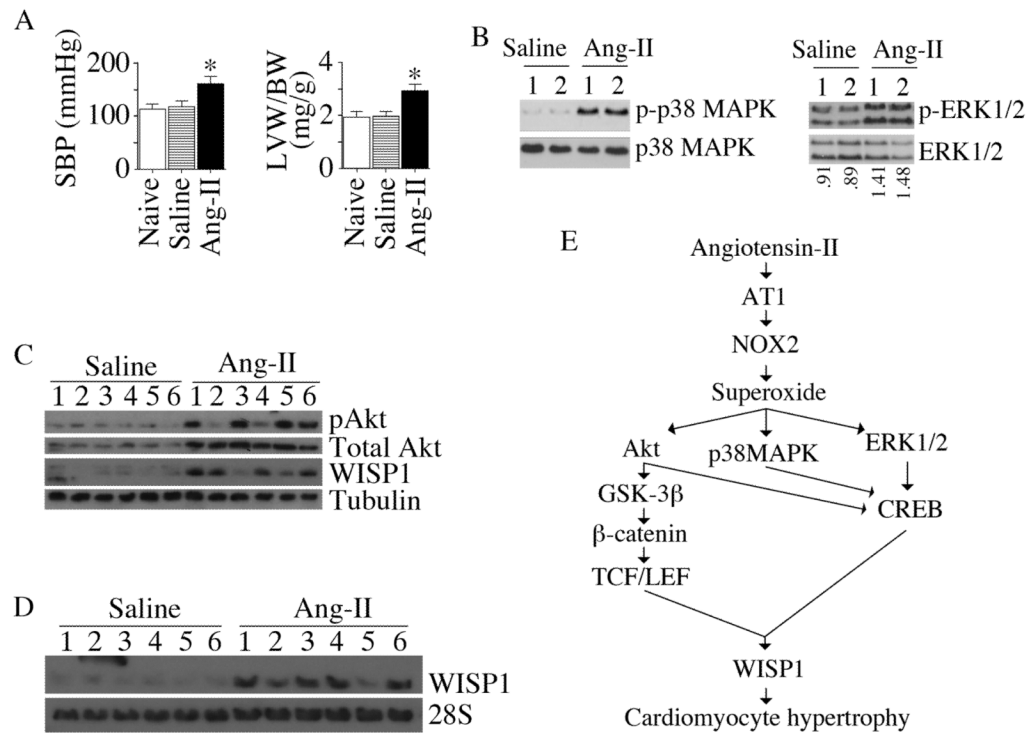 A
SBP (mmHg)
200
100
0
*
Naive
Saline
Ang-II
LVW/BW
(mg/g)
4
2
0
*
Naive
Saline
Ang-II
B
Saline Ang-II
1 2 1 2
p-p38 MAPK
p38 MAPK
Saline Ang-II
1 2 1 2
p-ERK1/2
ERK1/2
.91 .89 1.41 1.48
C
Saline Ang-II
1 2 3 4 5 6 1 2 3 4 5 6
pAkt
Total Akt
WISP1
Tubulin
D
Saline Ang-II
1 2 3 4 5 6 1 2 3 4 5 6
WISP1
28S
E
Angiotensin-II
AT1
NOX2
Superoxide
Akt p38MAPK ERK1/2
GSK-3β CREB
β-catenin
TCF/LEF
WISP1
Cardiomyocyte hypertrophy